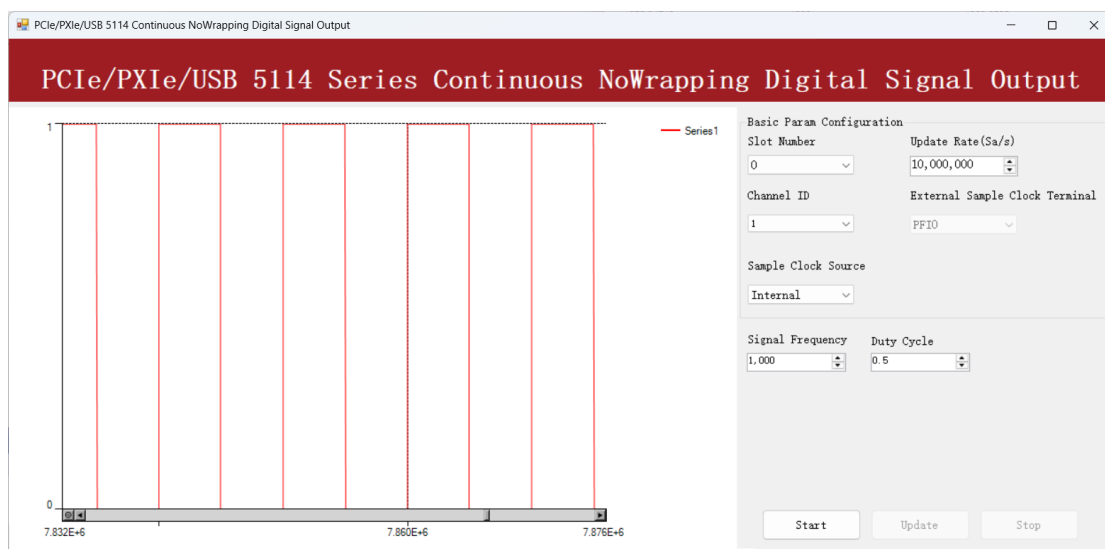 PCIe/PXIe/USB 5114 Continuous NoWrapping Digital Signal Output
PCIe/PXIe/USB 5114 Series Continuous NoWrapping Digital Signal Output
1
0
7.832E+6
7.860E+6
7.876E+6
Series1
Basic Param Configuration
Slot Number
Update Rate(Sa/s)
0
10,000,000
Channel ID
External Sample Clock Terminal
1
PFI0
Sample Clock Source
Internal
Signal Frequency
Duty Cycle
1,000
0.5
Start
Update
Stop